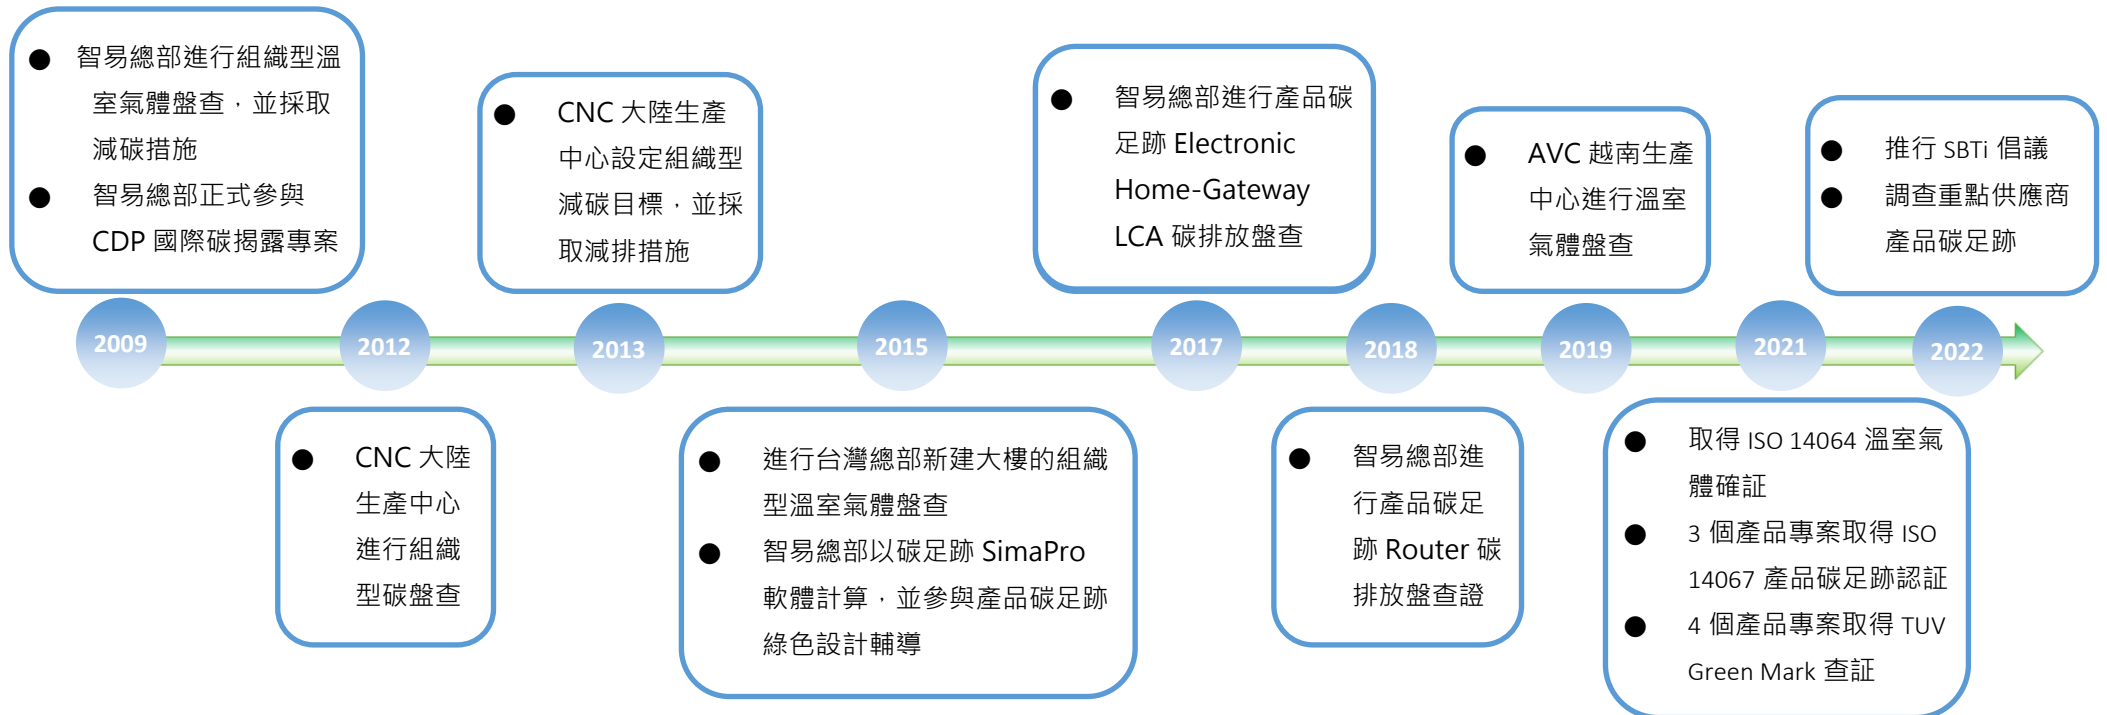 ● 智易總部進行組織型溫
室氣體盤查，並採取
減碳措施
● 智易總部正式參與
CDP 國際碳揭露專案
● CNC 大陸生產
中心設定組織型
減碳目標，並採
取減排措施
● 智易總部進行產品碳
足跡 Electronic
Home-Gateway
LCA 碳排放盤查
● AVC 越南生產
中心進行溫室
氣體盤查
● 推行 SBTi 倡議
● 調查重點供應商
產品碳足跡
2009
2012
2013
2015
2017
2018
2019
2021
2022
● CNC 大陸
生產中心
進行組織
型碳盤查
● 進行台灣總部新建大樓的組織
型溫室氣體盤查
● 智易總部以碳足跡 SimaPro
軟體計算，並參與產品碳足跡
綠色設計輔導
● 智易總部進
行產品碳足
跡 Router 碳
排放盤查證
● 取得 ISO 14064 溫室氣
體確証
● 3 個產品專案取得 ISO
14067 產品碳足跡認証
● 4 個產品專案取得 TUV
Green Mark 查証